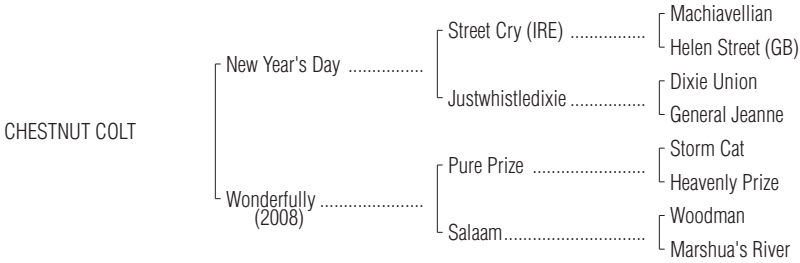 Machiavellian
Street Cry (IRE) ................
Helen Street (GB)
New Year's Day ................
Dixie Union
Justwhistledixie ................
General Jeanne
CHESTNUT COLT
Storm Cat
Pure Prize ........................
Heavenly Prize
Wonderfully ......................
(2008)
Woodman
Salaam..............................
Marshua's River